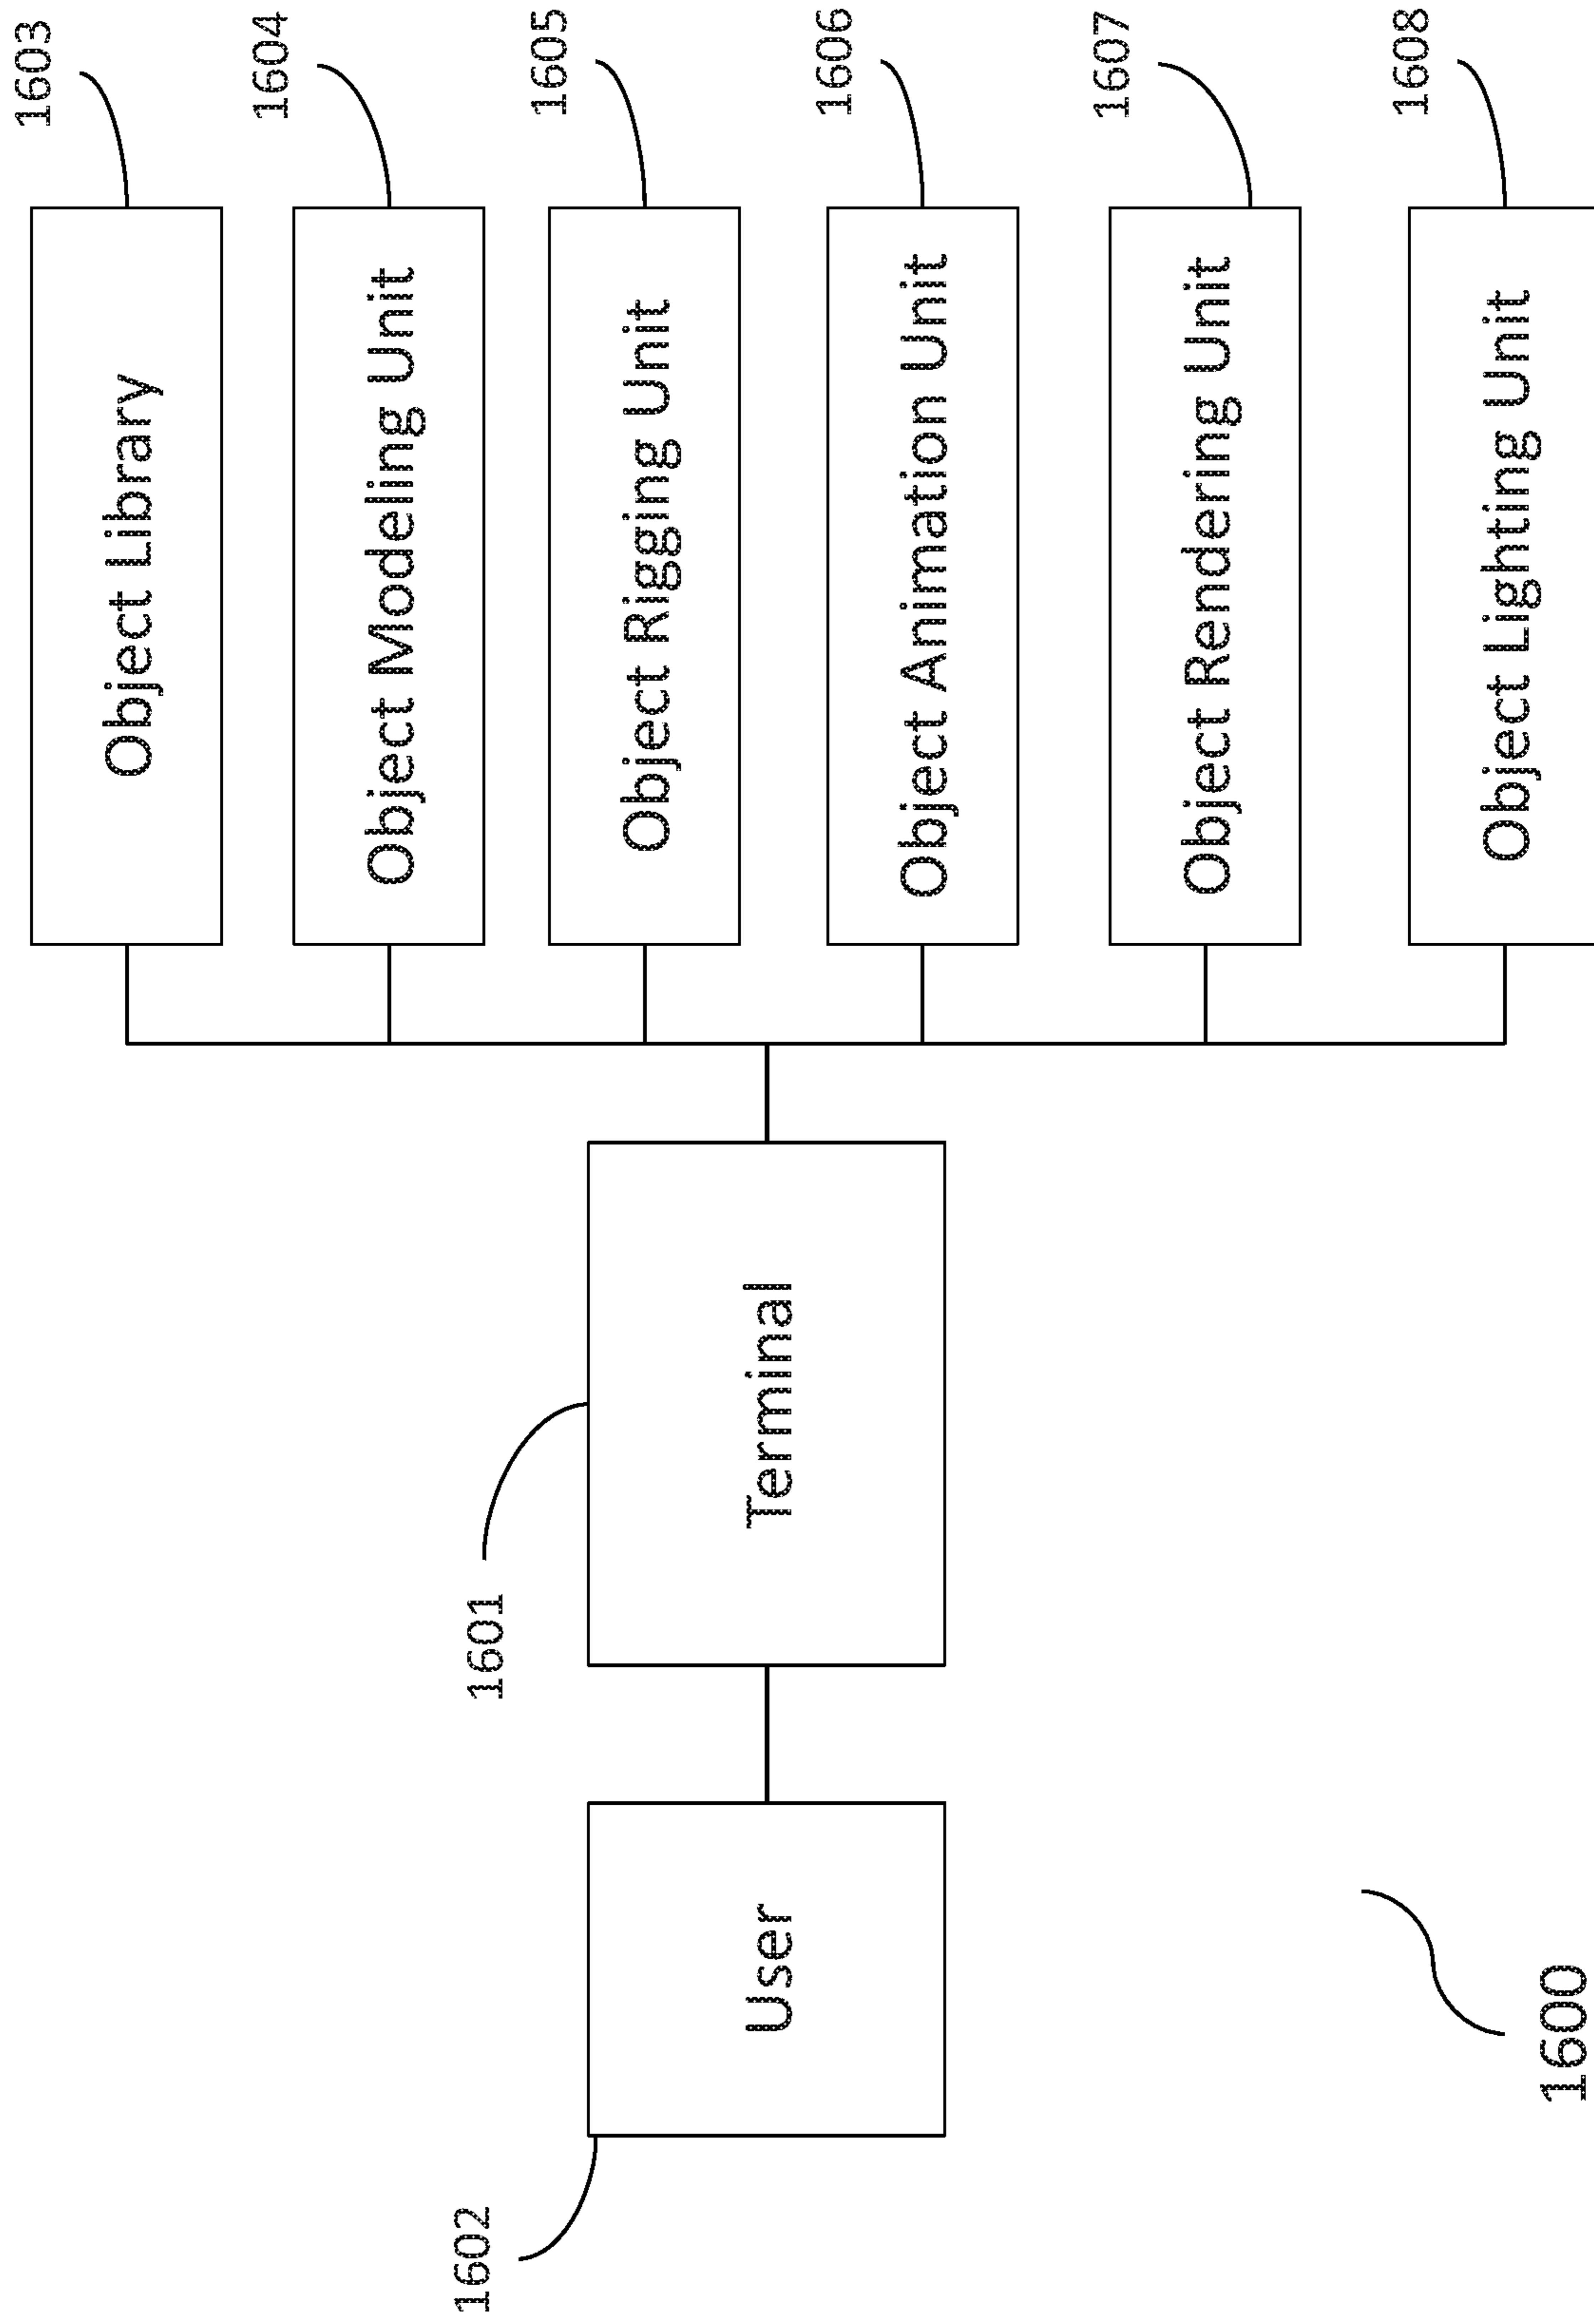 1603
Object Library
1604
Object Modeling Unit
1605
Object Rigging Unit
1601
Terminal
1602
User
1606
Object Animation Unit
1607
Object Rendering Unit
1608
Object Lighting Unit
1600